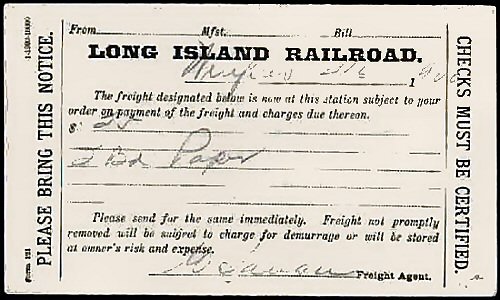 From Mfst. Bill
LONG ISLAND RAILROAD.
1
The freight designated below is now at this station subject to your
order on payment of the freight and charges due thereon.
$ .25
Paper
Please send for the same immediately. Freight not promptly
removed will be subject to charge for demurrage or will be stored
at owner's risk and expense.
Freight Agent.
PLEASE BRING THIS NOTICE.
CHECKS MUST BE CERTIFIED.